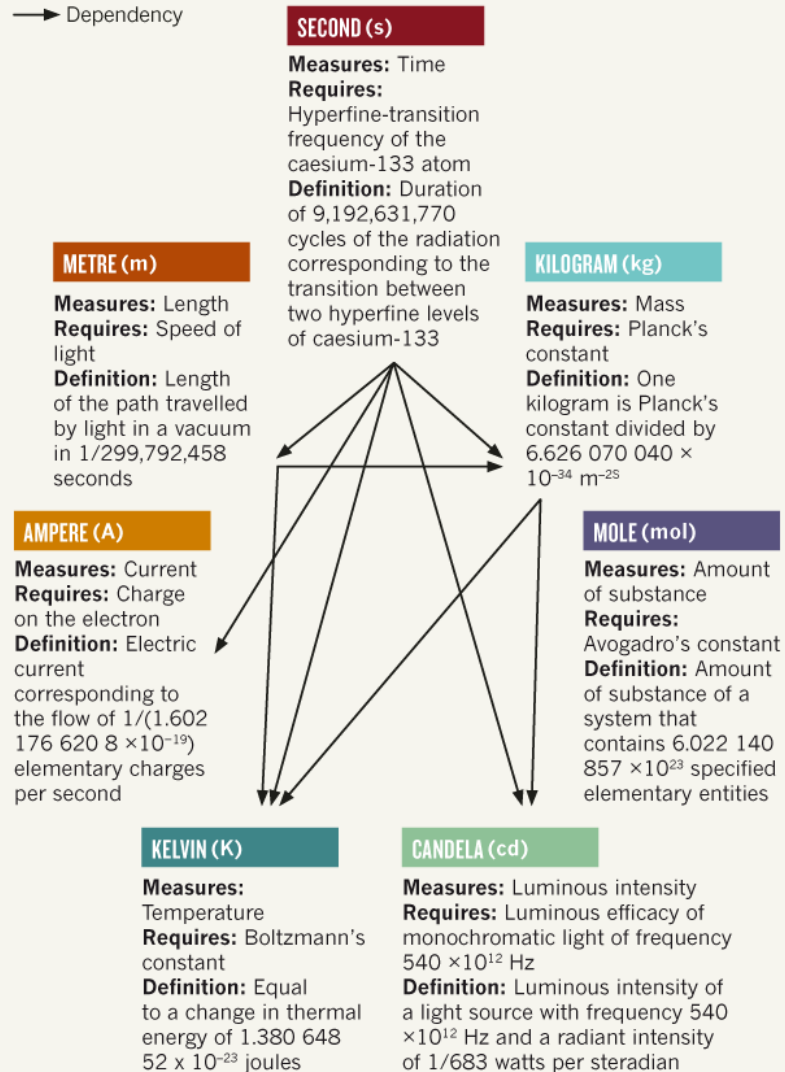 Dependency
SECOND (s)
Measures: Time
Requires:
Hyperfine-transition
frequency of the
caesium-133 atom
Definition: Duration
of 9,192,631,770
cycles of the radiation
corresponding to the
transition between
two hyperfine levels
of caesium-133
METRE (m)
Measures: Length
Requires: Speed of
light
Definition: Length
of the path travelled
by light in a vacuum
in 1/299,792,458
seconds
KILOGRAM (kg)
Measures: Mass
Requires: Planck's
constant
Definition: One
kilogram is Planck's
constant divided by
6.626 070 040 ×
10⁻³⁴ m⁻²ˢ
AMPERE (A)
Measures: Current
Requires: Charge
on the electron
Definition: Electric
current
corresponding to
the flow of 1/(1.602
176 620 8 ×10⁻¹⁹)
elementary charges
per second
MOLE (mol)
Measures: Amount
of substance
Requires:
Avogadro's constant
Definition: Amount
of substance of a
system that
contains 6.022 140
857 ×10²³ specified
elementary entities
KELVIN (K)
Measures:
Temperature
Requires: Boltzmann's
constant
Definition: Equal
to a change in thermal
energy of 1.380 648
52 x 10⁻²³ joules
CANDELA (cd)
Measures: Luminous intensity
Requires: Luminous efficacy of
monochromatic light of frequency
540 ×10¹² Hz
Definition: Luminous intensity of
a light source with frequency 540
×10¹² Hz and a radiant intensity
of 1/683 watts per steradian